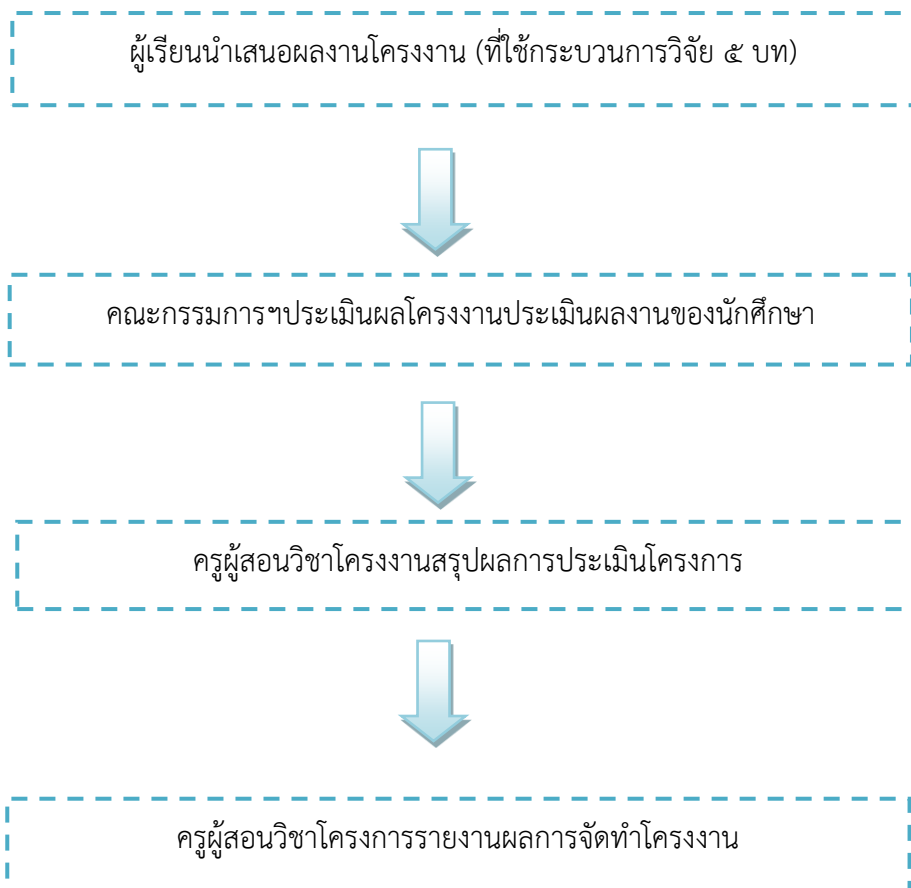 ผู้เรียนนำเสนอผลงานโครงงาน (ที่ใช้กระบวนการวิจัย ๕ บท)
คณะกรรมการฯประเมินผลโครงงานประเมินผลงานของนักศึกษา
ครูผู้สอนวิชาโครงงานสรุปผลการประเมินโครงการ
ครูผู้สอนวิชาโครงการรายงานผลการจัดทำโครงงาน